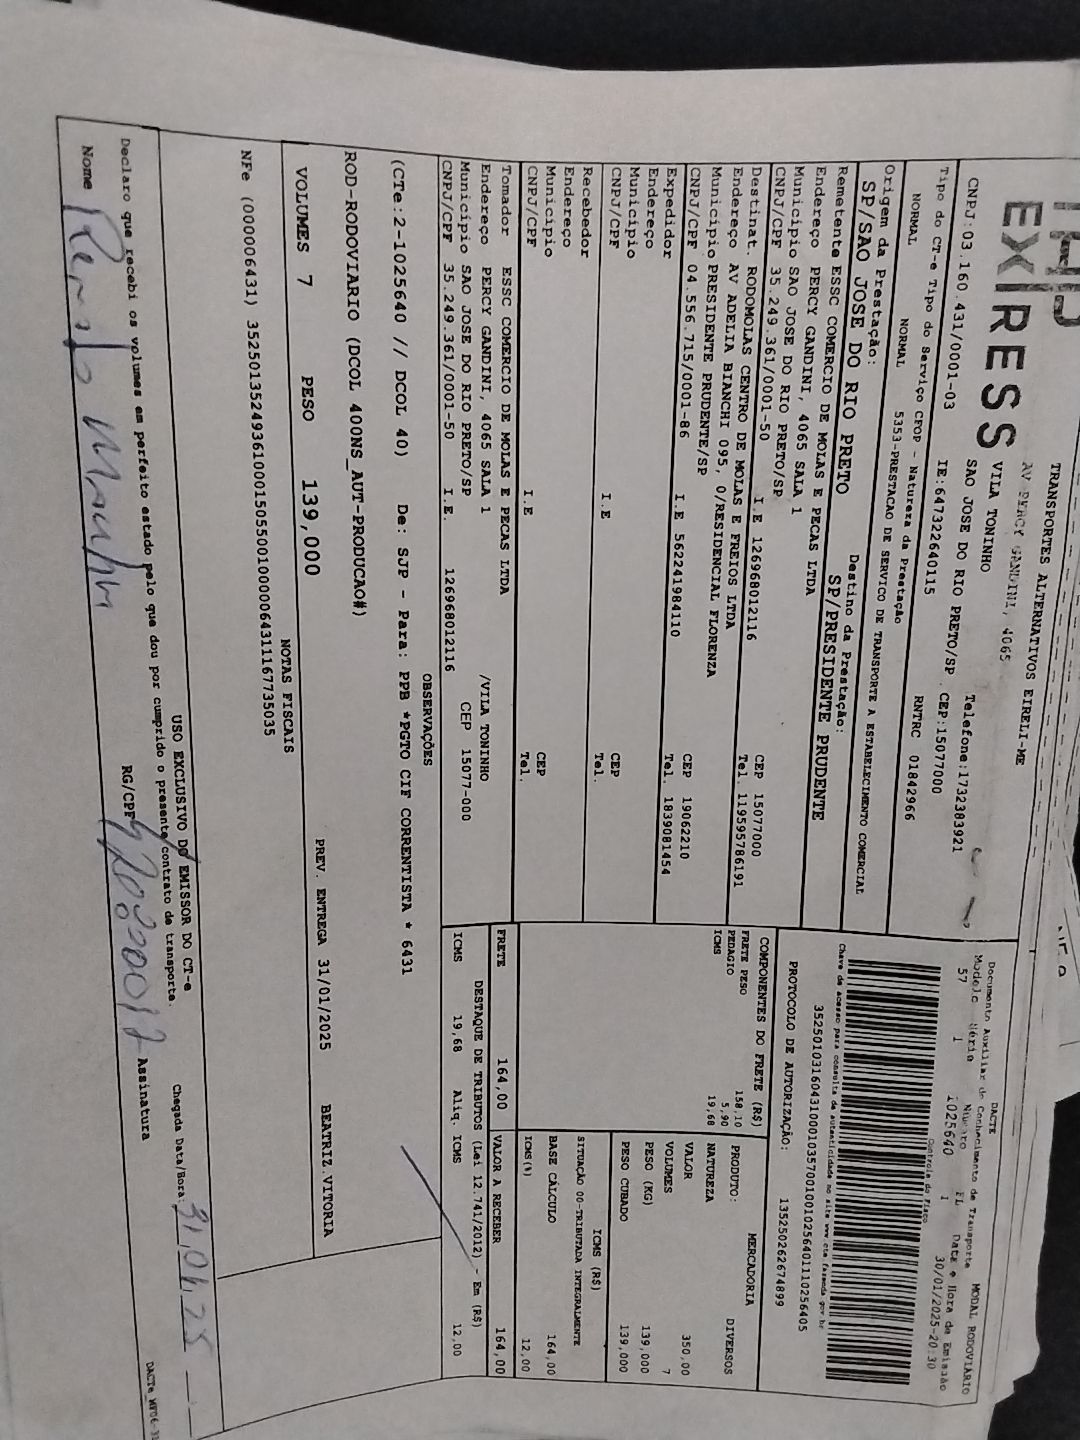 TRANSPORTES ALTERNATIVOS EIRELI-ME
EXPRESS
AV PERCY GANDINI, 4065
VILA TONINHO
SAO JOSE DO RIO PRETO/SP CEP:15077000
Telefone:1732383921
CNPJ:03.160.431/0001-03 IE:647322640115
Tipo do CT-e Tipo do Serviço CFOP - Natureza da Prestação RNTRC 01842966
NORMAL NORMAL 5353-PRESTACAO DE SERVICO DE TRANSPORTE A ESTABELECIMENTO COMERCIAL
Origem da Prestação: Destino da Prestação:
SP/SAO JOSE DO RIO PRETO SP/PRESIDENTE PRUDENTE
Remetente ESSC COMERCIO DE MOLAS E PECAS LTDA
Endereço PERCY GANDINI, 4065 SALA 1
Municipio SAO JOSE DO RIO PRETO/SP CEP 15077000
CNPJ/CPF 35.249.361/0001-50 I.E 126968012116 Tel. 119595786191
Destinat. RODOMOLAS CENTRO DE MOLAS E FREIOS LTDA
Endereço AV ADELIA BIANCHI 095, 0/RESIDENCIAL FLORENZA
Municipio PRESIDENTE PRUDENTE/SP CEP 19062210
CNPJ/CPF 04.556.715/0001-86 I.E 562241984110 Tel. 1839081454
Expedidor
Endereço
Municipio CEP
CNPJ/CPF I.E Tel.
Recebedor
Endereço
Municipio CEP
CNPJ/CPF I.E Tel.
Tomador ESSC COMERCIO DE MOLAS E PECAS LTDA
Endereço PERCY GANDINI, 4065 SALA 1 /VILA TONINHO
Municipio SAO JOSE DO RIO PRETO/SP CEP 15077-000
CNPJ/CPF 35.249.361/0001-50 I.E. 126968012116
DACTE
Documento Auxiliar de Conhecimento de Transporte MODAL RODOVIÁRIO
Modelo Série Número FL Data e Hora de Emissão
57 1 1025640 1 30/01/2025-20:30
Controle do Fisco
Chave de acesso para consulta de autenticidade no site www.cte.fazenda.gov.br
PROTOCOLO DE AUTORIZAÇÃO: 135250262674899
COMPONENTES DO FRETE (R$)
FRETE PESO 158,10
PEDAGIO 5,90
ICMS 19,68
MERCADORIA
PRODUTO: DIVERSOS
NATUREZA
VALOR 350,00
VOLUMES 7
PESO (KG) 139,000
PESO CUBADO 139,000
ICMS (R$)
SITUAÇÃO 00-TRIBUTADA INTEGRALMENTE
BASE CÁLCULO 164,00
ICMS(%) 12,00
FRETE 164,00 VALOR A RECEBER 164,00
DESTAQUE DE TRIBUTOS (Lei 12.741/2012) - Em (R$)
ICMS 19,68 Aliq. ICMS 12,00
OBSERVAÇÕES
(CTe:2-1025640 // DCOL 40) De: SJP - Para: PPB *PGTO CIF CORRENTISTA * 6431
ROD-RODOVIARIO (DCOL 400NS_AUT-PRODUCAO#)
VOLUMES 7 PESO 139,000 PREV. ENTREGA 31/01/2025 BEATRIZ.VITORIA
NOTAS FISCAIS
NFe (000006431)
USO EXCLUSIVO DO EMISSOR DO CT-e
Declaro que recebi os volumes em perfeito estado pelo que dou por cumprido o presente contrato de transporte.
Chegada Data/Hora:
Nome RG/CPF Assinatura